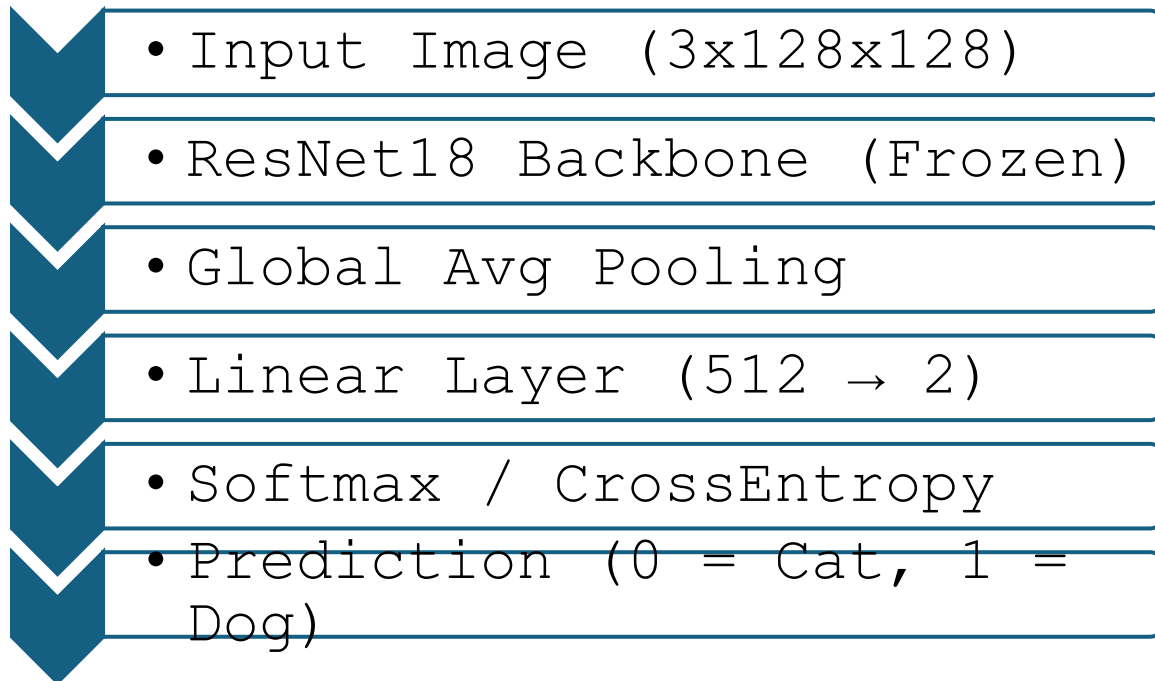 • Input Image (3x128x128)
• ResNet18 Backbone (Frozen)
• Global Avg Pooling
• Linear Layer (512 → 2)
• Softmax / CrossEntropy
• Prediction (0 = Cat, 1 =
Dog)